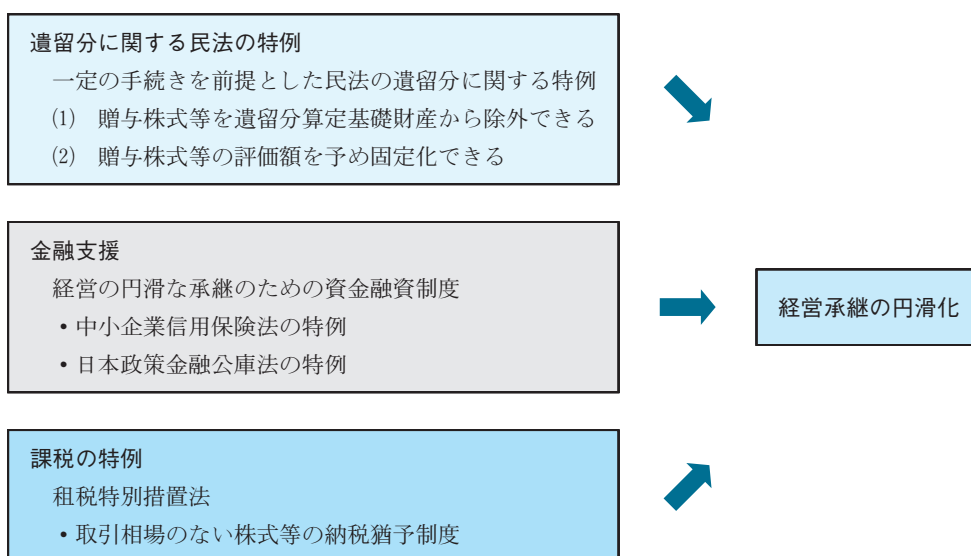 遺留分に関する民法の特例
一定の手続きを前提とした民法の遺留分に関する特例
⑴ 贈与株式等を遺留分算定基礎財産から除外できる
⑵ 贈与株式等の評価額を予め固定化できる
金融支援
経営の円滑な承継のための資金融資制度
・中小企業信用保険法の特例
・日本政策金融公庫法の特例
経営承継の円滑化
課税の特例
租税特別措置法
・取引相場のない株式等の納税猶予制度